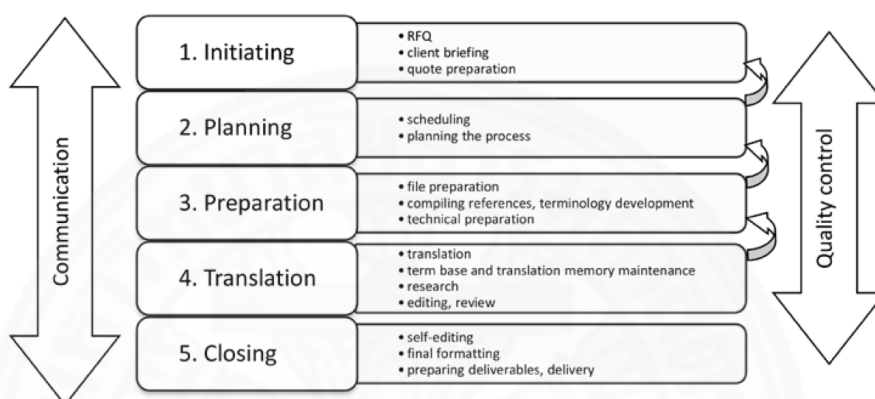 Communication
1. Initiating
• RFQ
• client briefing
• quote preparation
2. Planning
• scheduling
• planning the process
3. Preparation
• file preparation
• compiling references, terminology development
• technical preparation
4. Translation
• translation
• term base and translation memory maintenance
• research
• editing, review
5. Closing
• self-editing
• final formatting
• preparing deliverables, delivery
Quality control